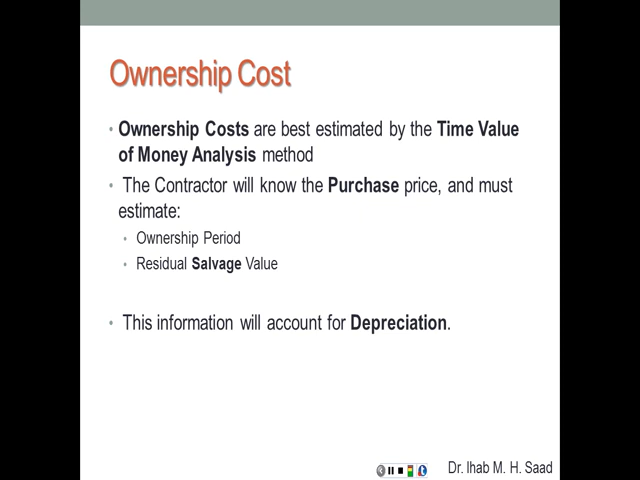 Ownership Cost
• Ownership Costs are best estimated by the Time Value
of Money Analysis method
• The Contractor will know the Purchase price, and must
estimate:
• Ownership Period
• Residual Salvage Value
• This information will account for Depreciation.
Dr. Ihab M. H. Saad